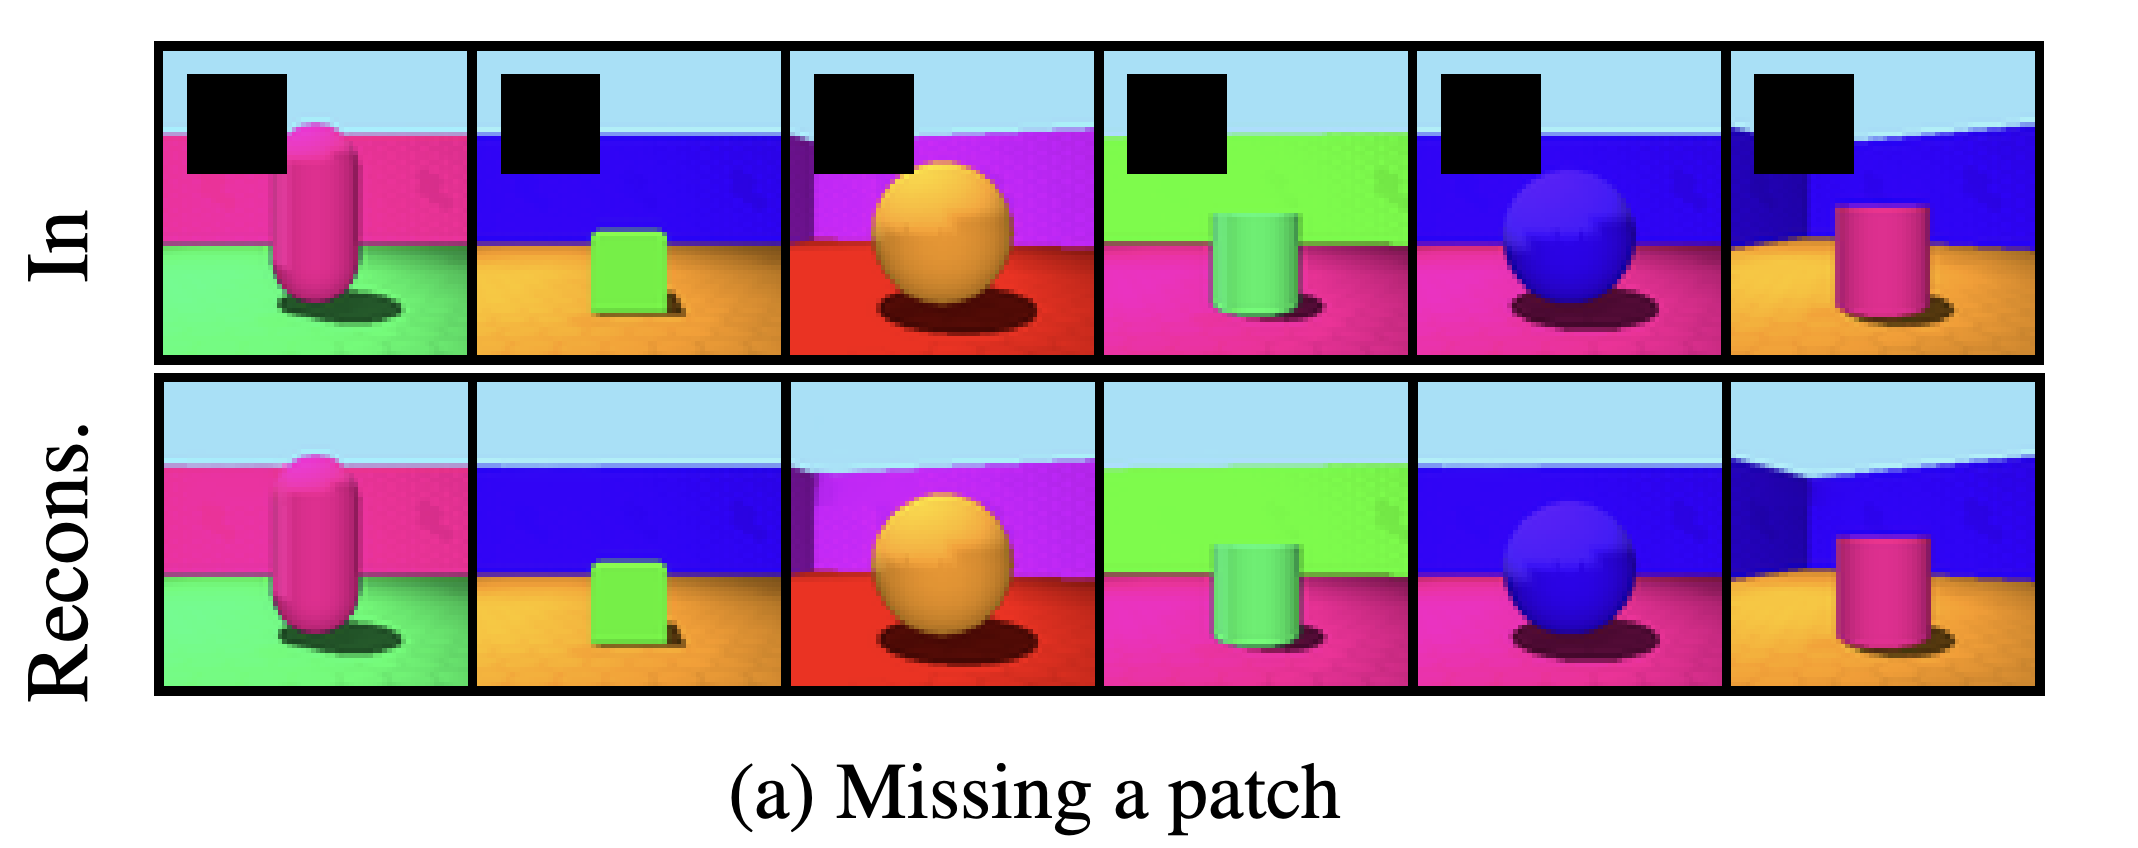 In
Recons.
(a) Missing a patch